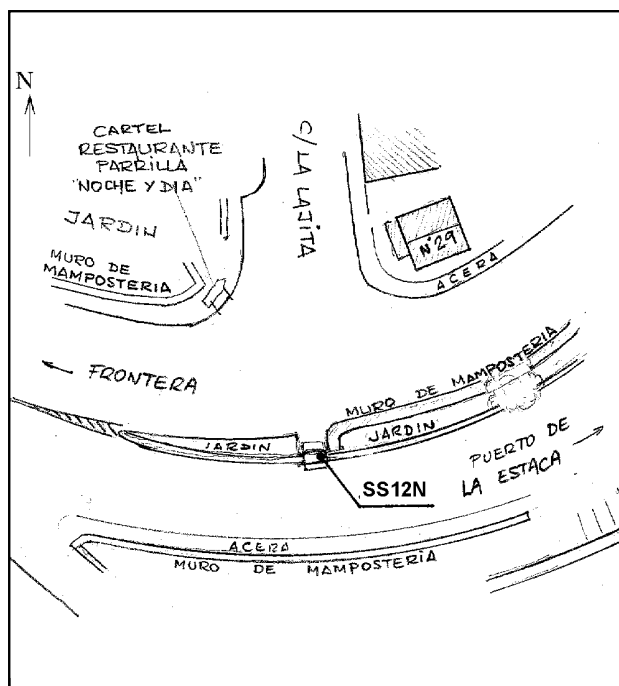 N
CARTEL
RESTAURANTE
PARRILLA
"NOCHE Y DIA"
C/ LA LAJITA
JARDIN
MURO DE
MAMPOSTERIA
Nº29
ACERA
FRONTERA
MURO DE MAMPOSTERIA
JARDIN
JARDIN
PUERTO DE
LA ESTACA
SS12N
ACERA
MURO DE MAMPOSTERIA